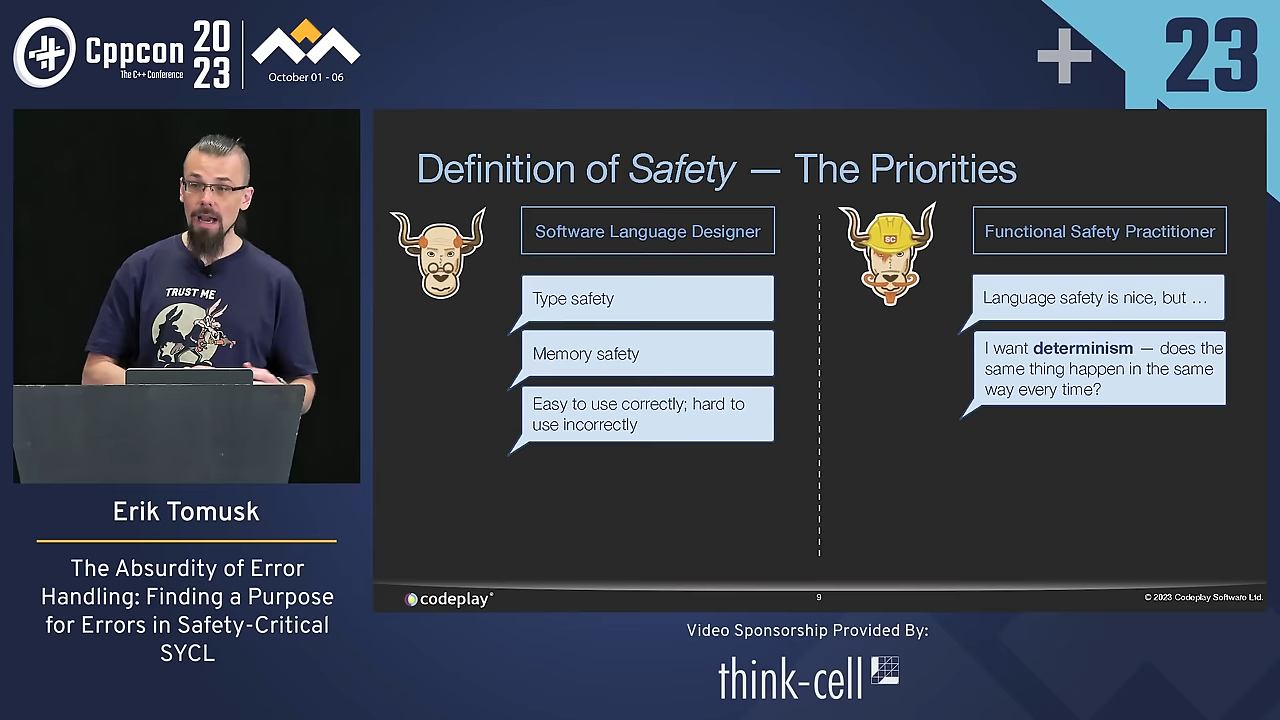 Cppcon
The C++ Conference
20
23
October 01 - 06
23
TRUST ME
Erik Tomusk
The Absurdity of Error
Handling: Finding a Purpose
for Errors in Safety-Critical
SYCL
Definition of Safety — The Priorities
Software Language Designer
Type safety
Memory safety
Easy to use correctly; hard to
use incorrectly
SC
Functional Safety Practitioner
Language safety is nice, but …
I want determinism — does the
same thing happen in the same
way every time?
codeplay®
9
© 2023 Codeplay Software Ltd.
Video Sponsorship Provided By:
think-cell